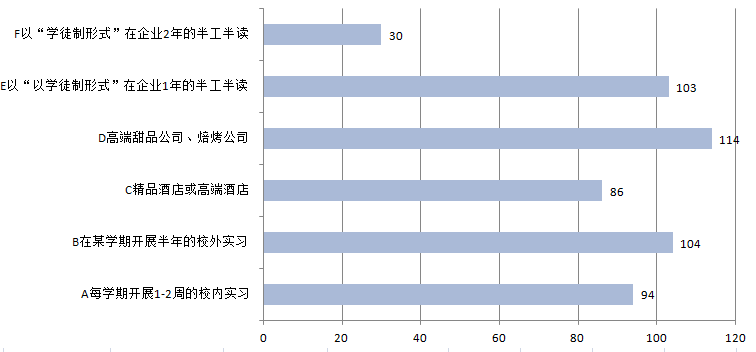 F以“学徒制形式”在企业2年的半工半读
30
E以“以学徒制形式”在企业1年的半工半读
103
D高端甜品公司、焙烤公司
114
C精品酒店或高端酒店
86
B在某学期开展半年的校外实习
104
A每学期开展1-2周的校内实习
94
0 20 40 60 80 100 120